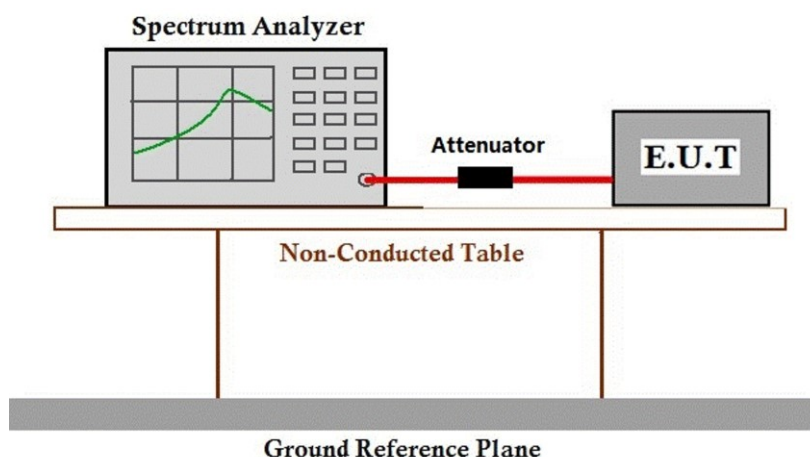 Spectrum Analyzer
Attenuator
E.U.T
Non-Conducted Table
Ground Reference Plane